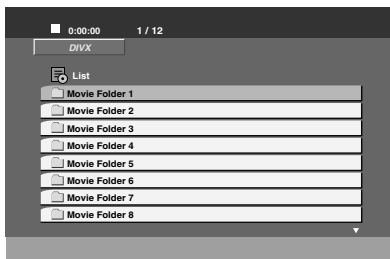 0:00:00 1 / 12
DIVX
List
Movie Folder 1
Movie Folder 2
Movie Folder 3
Movie Folder 4
Movie Folder 5
Movie Folder 6
Movie Folder 7
Movie Folder 8